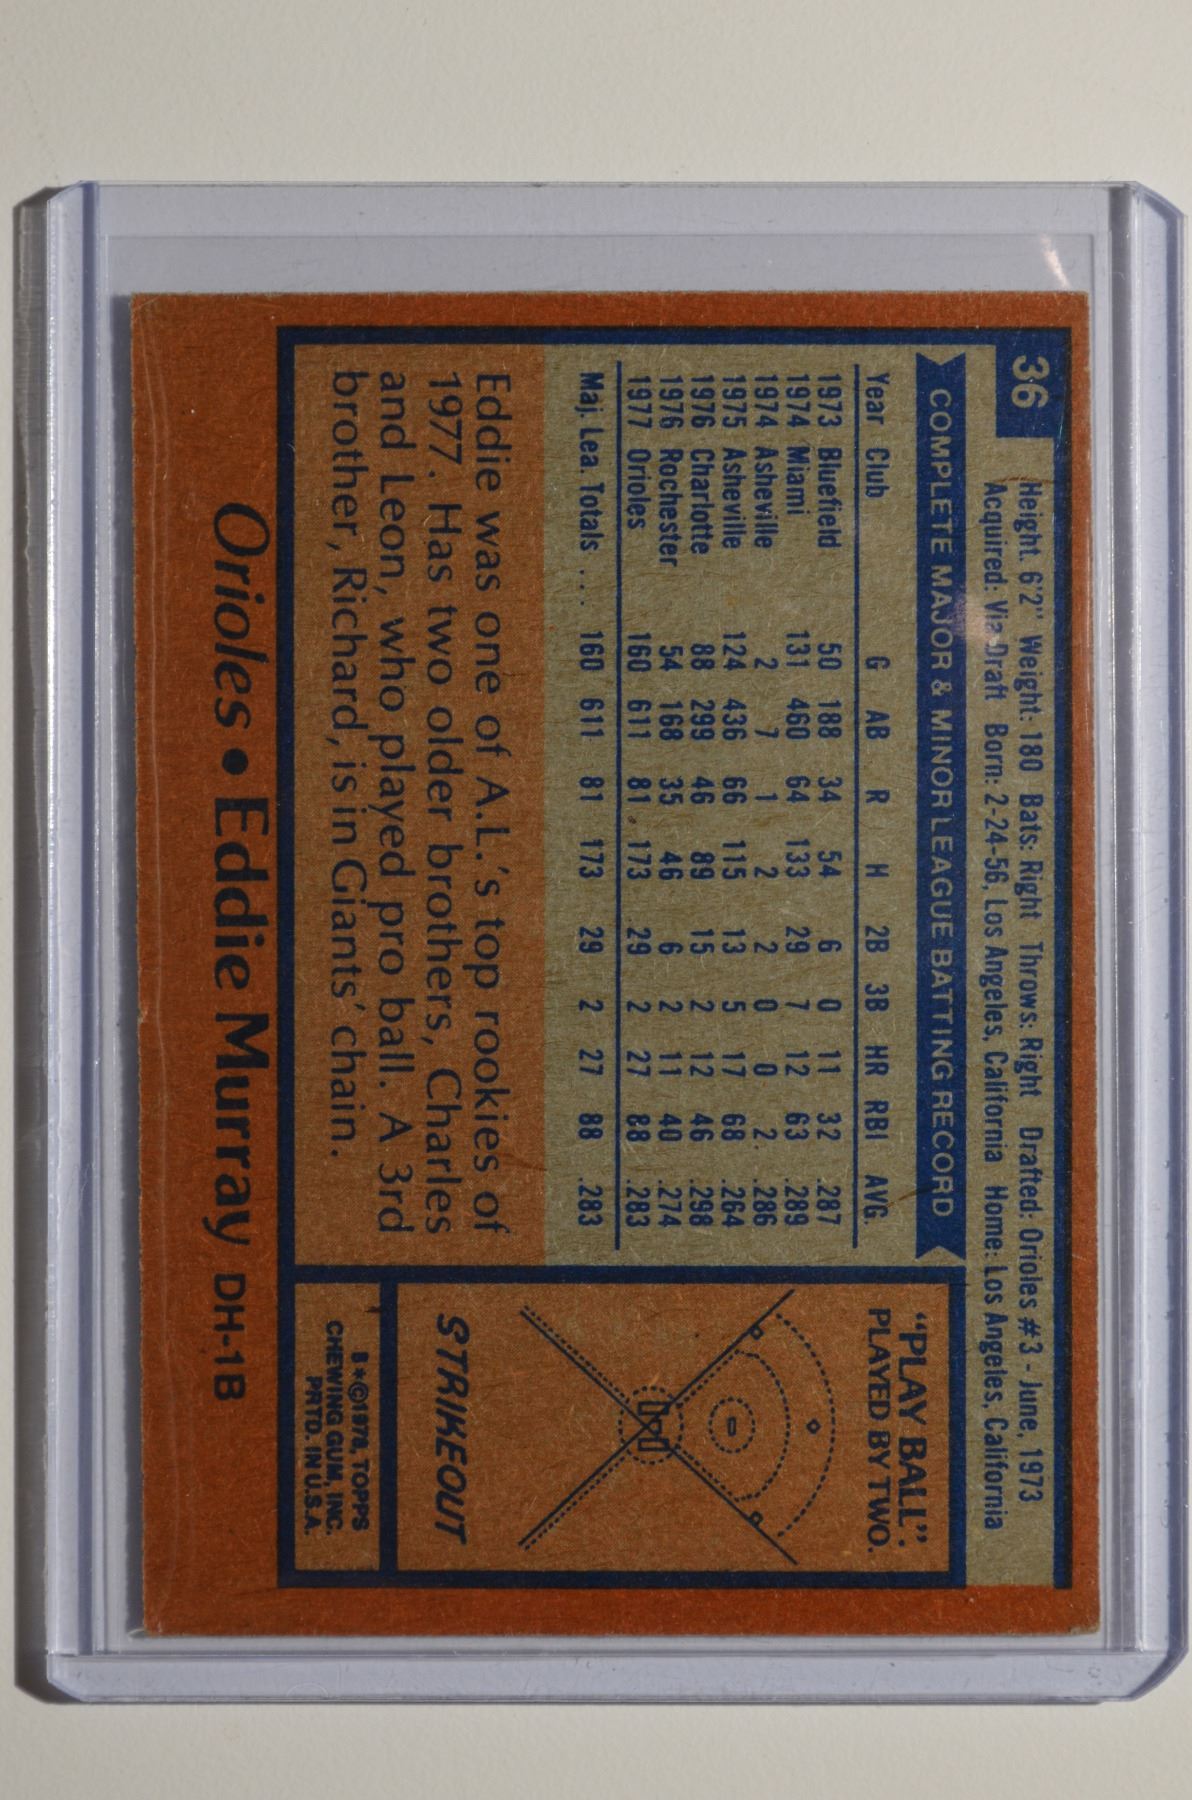 36
Height. 6'2" Weight: 180 Bats: Right Throws: Right Drafted: Orioles #3 - June, 1973
Acquired: Via Draft Born: 2-24-56, Los Angeles, California Home: Los Angeles, California
COMPLETE MAJOR & MINOR LEAGUE BATTING RECORD
Year Club G AB R H 2B 3B HR RBI AVG.
1973 Bluefield 50 188 34 54 6 0 11 32 .287
1974 Miami 131 460 64 133 29 7 12 63 .289
1974 Asheville 2 7 1 2 2 0 0 2 .286
1975 Asheville 124 436 66 115 13 5 17 68 .264
1976 Charlotte 88 299 46 89 15 2 12 46 .298
1976 Rochester 54 168 35 46 6 2 11 40 .274
1977 Orioles 160 611 81 173 29 2 27 88 .283
Maj. Lea. Totals .... 160 611 81 173 29 2 27 88 .283
Eddie was one of A.L.'s top rookies of
1977. Has two older brothers, Charles
and Leon, who played pro ball. A 3rd
brother, Richard, is in Giants' chain.
"PLAY BALL".
PLAYED BY TWO.
STRIKEOUT
B*©1978, TOPPS
CHEWING GUM, INC.
PRTD. IN U.S.A.
Orioles • Eddie Murray DH-1B